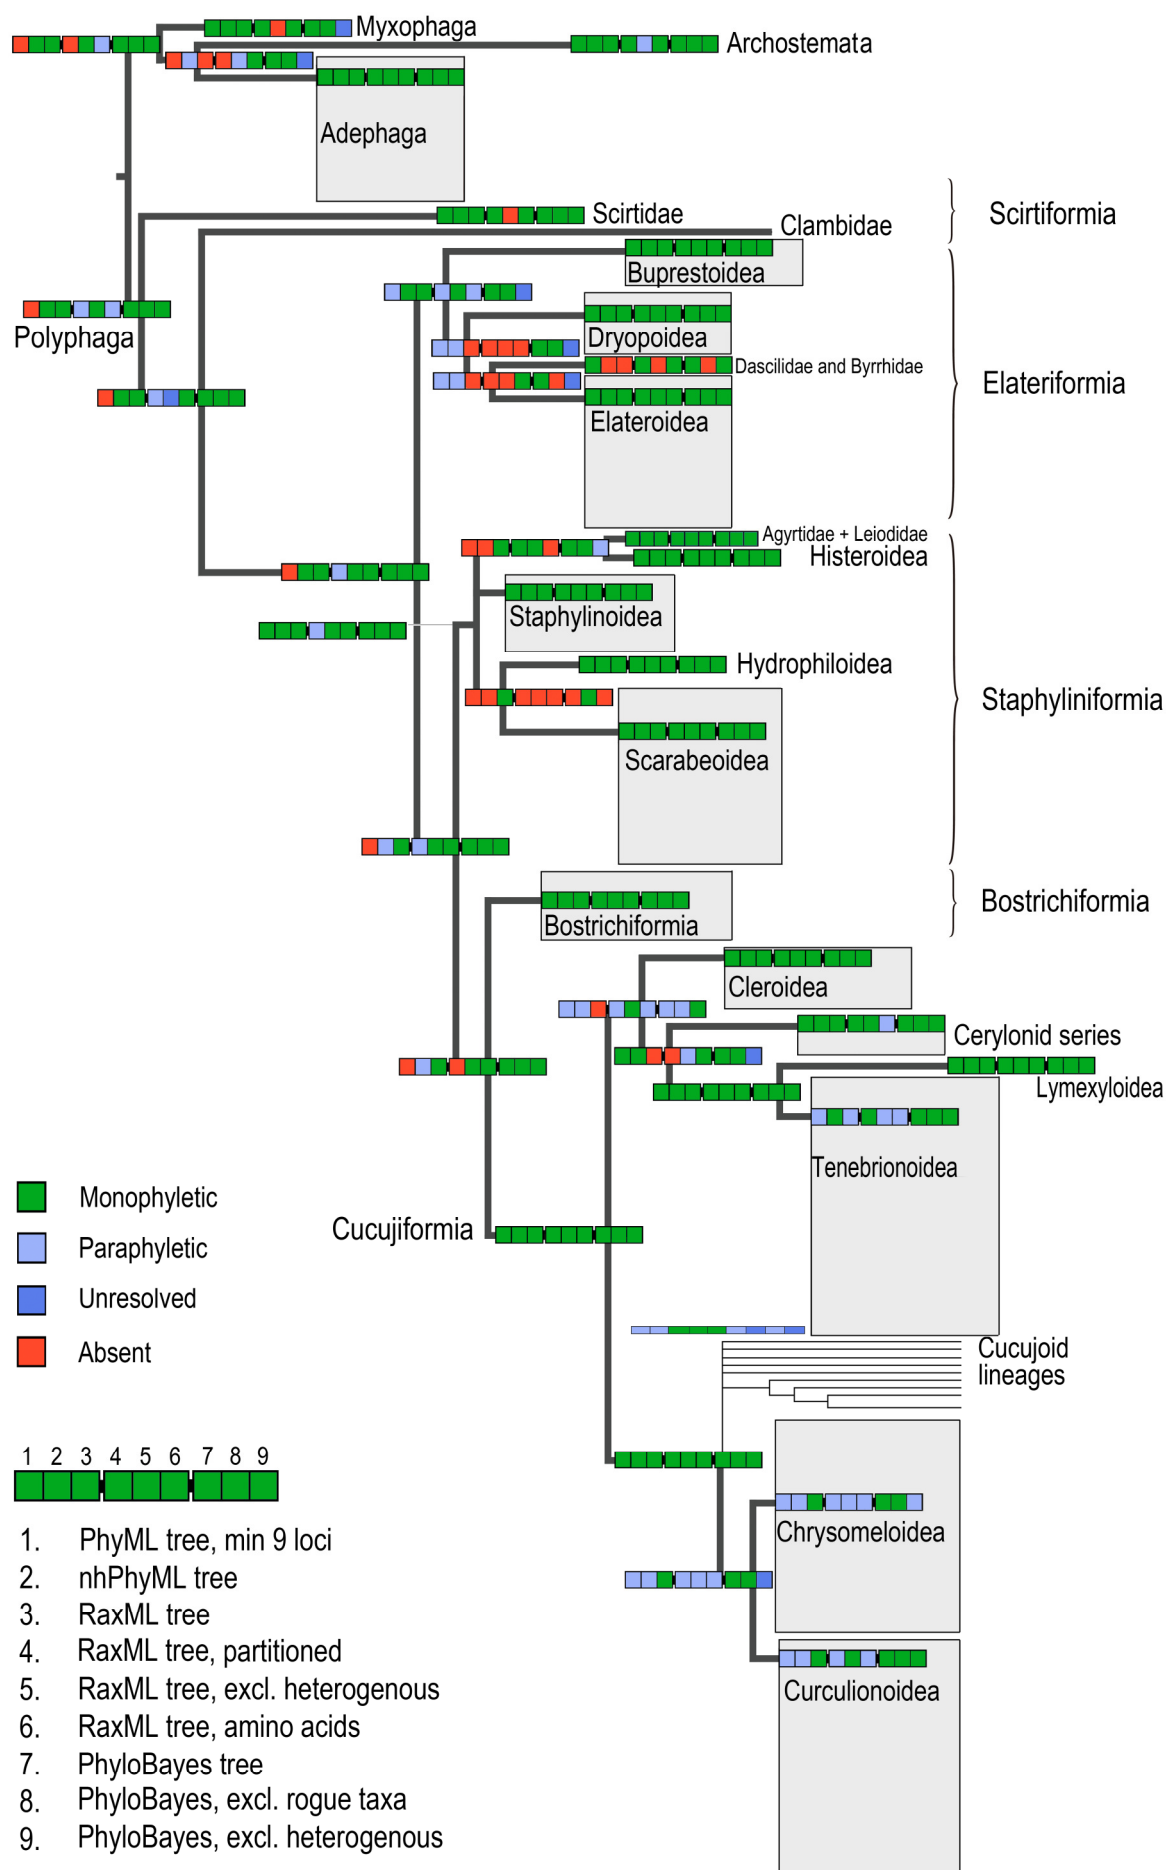 Myxophaga
Archostemata
Adephaga
Scirtidae
Scirtiformia
Clambidae
Buprestoidea
Polyphaga
Dryopoidea
Dascilidae and Byrrhidae
Elateriformia
Elateroidea
Agyrtidae + Leiodidae
Histeroidea
Staphylinoidea
Hydrophiloidea
Staphyliniformia
Scarabeoidea
Bostrichiformia
Bostrichiformia
Cleroidea
Cerylonid series
Lymexyloidea
Tenebrionoidea
Monophyletic
Cucujiformia
Paraphyletic
Unresolved
Absent
Cucujoid
lineages
1 2 3 4 5 6 7 8 9
Chrysomeloidea
Curculionoidea
1. PhyML tree, min 9 loci
2. nhPhyML tree
3. RaxML tree
4. RaxML tree, partitioned
5. RaxML tree, excl. heterogenous
6. RaxML tree, amino acids
7. PhyloBayes tree
8. PhyloBayes, excl. rogue taxa
9. PhyloBayes, excl. heterogenous